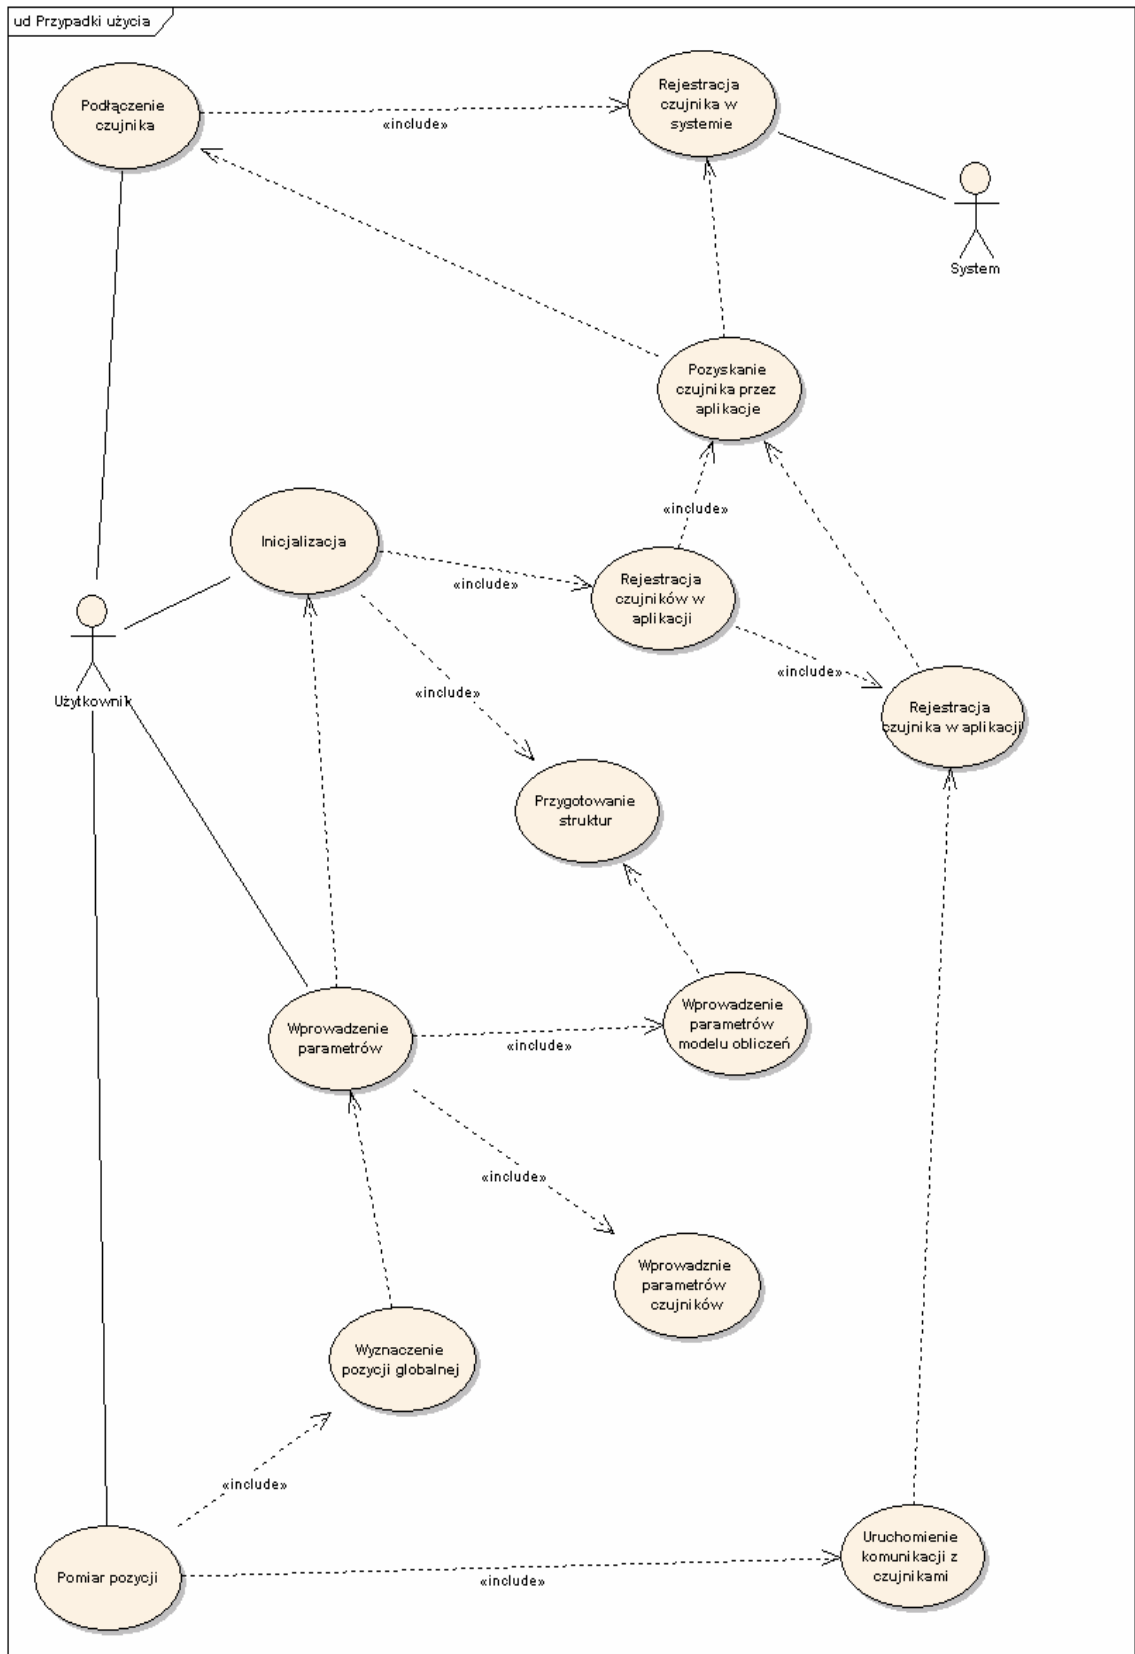 ud Przypadki użycia
Podłączenie
czujnika
«include»
Rejestracja
czujnika w
systemie
System
Pozyskanie
czujnika przez
aplikacje
«include»
Inicjalizacja
«include»
Rejestracja
czujników w
aplikacji
«include»
Użytkownik
«include»
Rejestracja
czujnika w aplikacji
Przygotowanie
struktur
Wprowadzenie
parametrów
«include»
Wprowadzenie
parametrów
modelu obliczeń
«include»
Wprowadznie
parametrów
czujników
Wyznaczenie
pozycji globalnej
«include»
Pomiar pozycji
«include»
Uruchomienie
komunikacji z
czujnikami